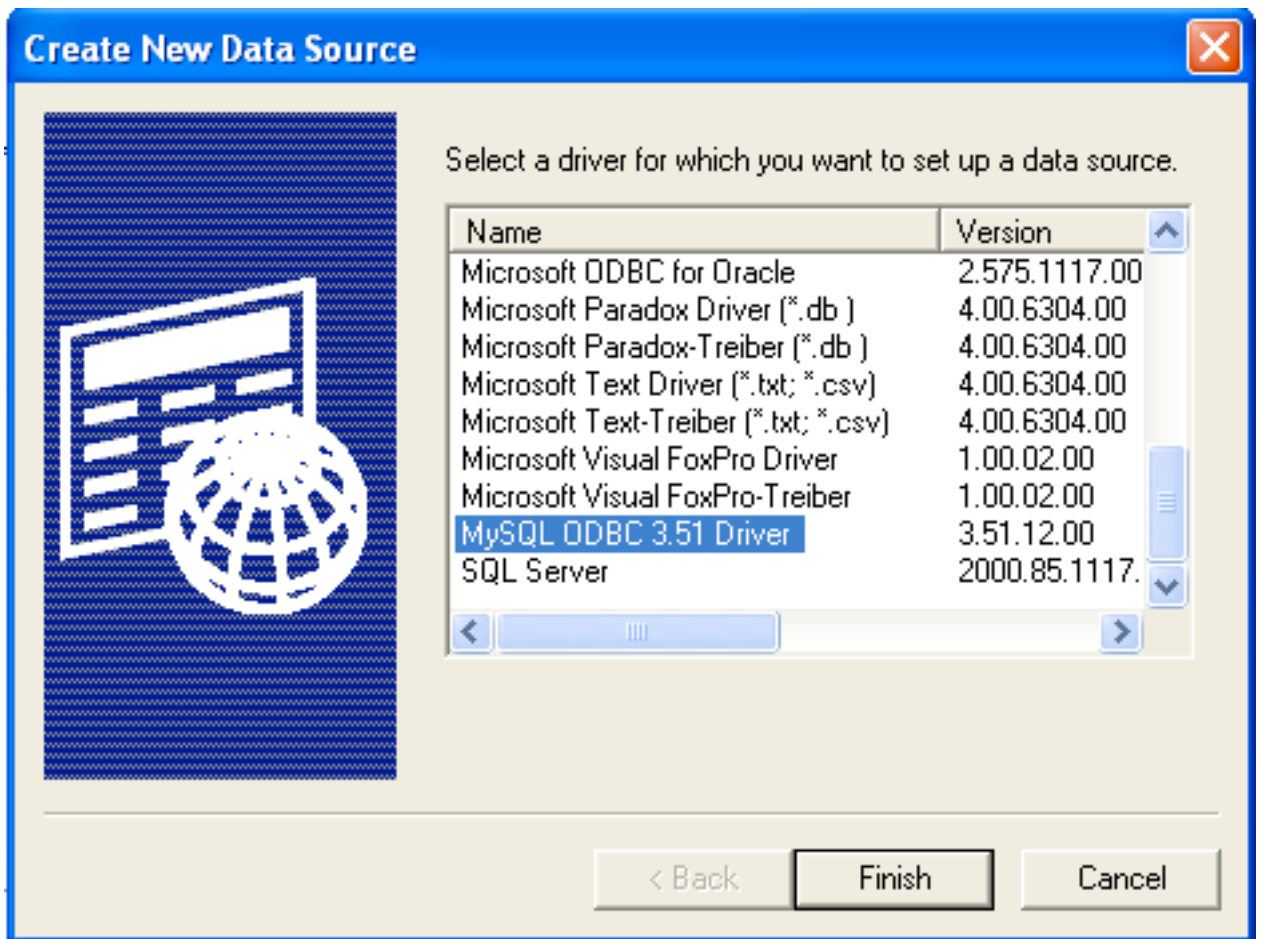 Create New Data Source
Select a driver for which you want to set up a data source.
Name Version
Microsoft ODBC for Oracle 2.575.1117.00
Microsoft Paradox Driver (*.db ) 4.00.6304.00
Microsoft Paradox-Treiber (*.db ) 4.00.6304.00
Microsoft Text Driver (*.txt; *.csv) 4.00.6304.00
Microsoft Text-Treiber (*.txt; *.csv) 4.00.6304.00
Microsoft Visual FoxPro Driver 1.00.02.00
Microsoft Visual FoxPro-Treiber 1.00.02.00
MySQL ODBC 3.51 Driver 3.51.12.00
SQL Server 2000.85.1117.
< Back Finish Cancel